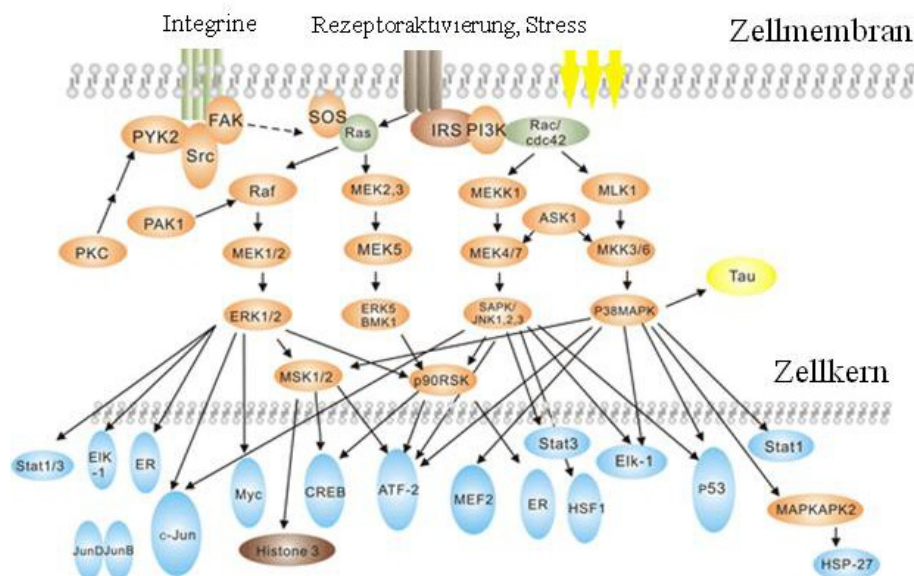 Integrine
Rezeptoraktivierung, Stress
Zellmembran
SOS
FAK
PYK2
Ras
IRS
PI3K
Rac/
cdc42
Src
Raf
MEK2,3
MEKK1
MLK1
PAK1
ASK1
PKC
MEK1/2
MEK5
MEK4/7
MKK3/6
Tau
ERK1/2
ERK5
BMK1
SAPK/
JNK1,2,3
P38MAPK
MSK1/2
p90RSK
Zellkern
Stat1/3
ElK
-1
ER
Stat3
Elk-1
Stat1
Myc
CREB
ATF-2
MEF2
ER
HSF1
P53
MAPKAPK2
JunD
JunB
c-Jun
Histone 3
HSP-27